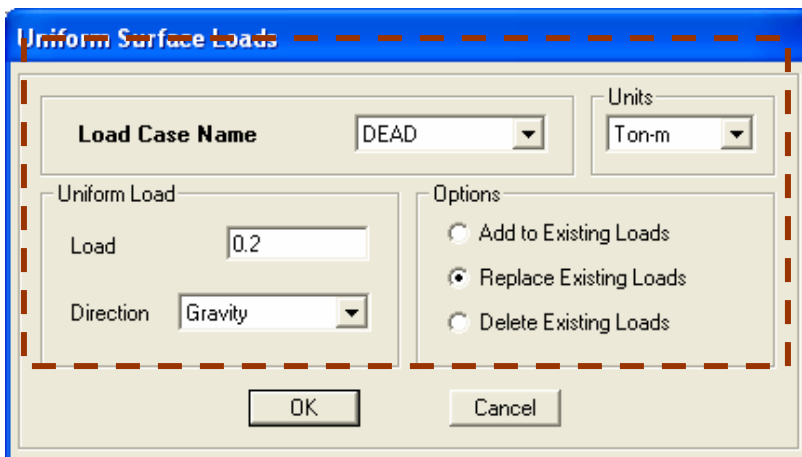 Uniform Surface Loads
Units
Load Case Name DEAD Ton-m
Uniform Load
Load 0.2
Direction Gravity
Options
Add to Existing Loads
Replace Existing Loads
Delete Existing Loads
OK Cancel